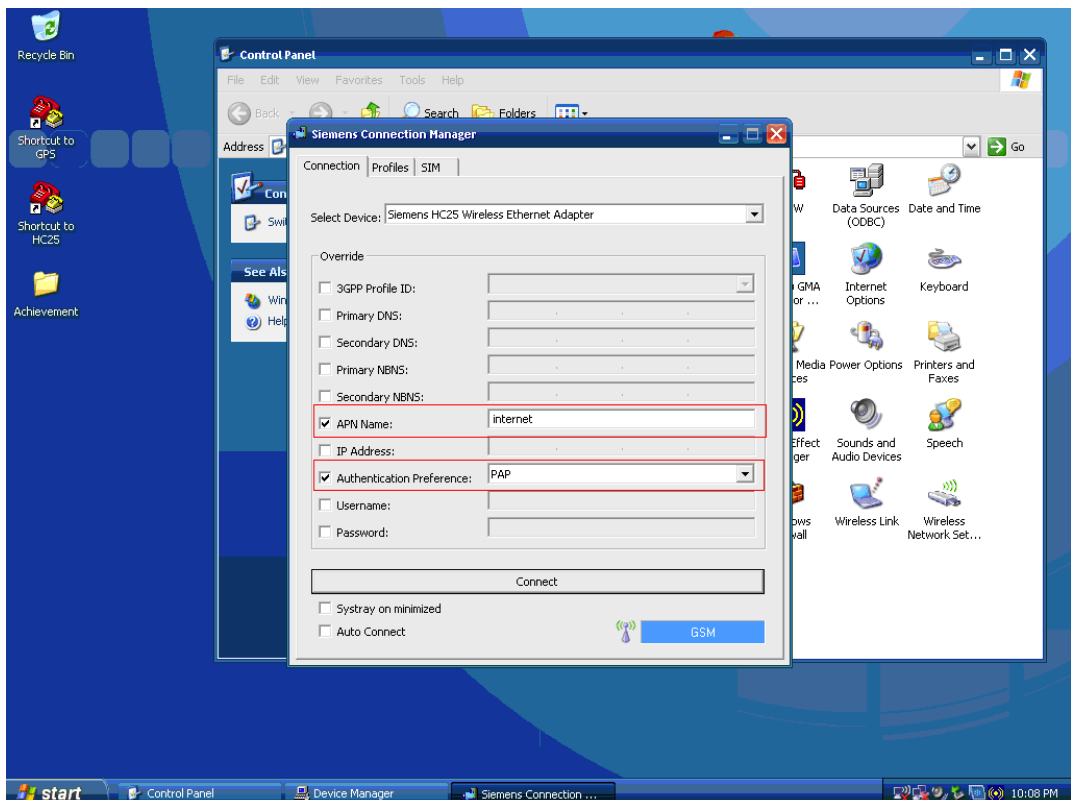 Recycle Bin
Shortcut to
GPS
Shortcut to
HC25
Achievement
Control Panel
File Edit View Favorites Tools Help
Back Search Folders
Address Go
Siemens Connection Manager
Connection Profiles SIM
Select Device: Siemens HC25 Wireless Ethernet Adapter
Override
3GPP Profile ID:
Primary DNS:
Secondary DNS:
Primary NBNS:
Secondary NBNS:
APN Name: internet
IP Address:
Authentication Preference: PAP
Username:
Password:
Connect
Systray on minimized
Auto Connect
GSM
See Als
Help
Data Sources
(ODBC)
Date and Time
GMA
Internet
Options
Keyboard
Media
Power Options
Printers and
Faxes
Effect
Sounds and
Audio Devices
Speech
Wireless Link
Wireless
Network Set...
start Control Panel Device Manager Siemens Connection ... 10:08 PM